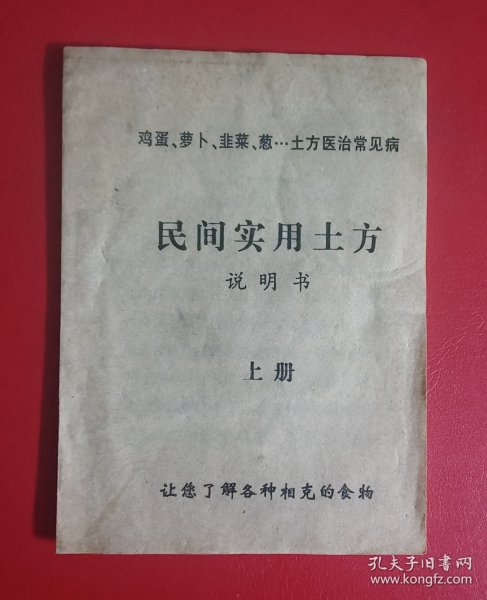 鸡蛋、萝卜、韭菜、葱…土方医治常见病
民间实用土方
说明书
上册
让您了解各种相克的食物
孔夫子旧书网
www.kongfz.com